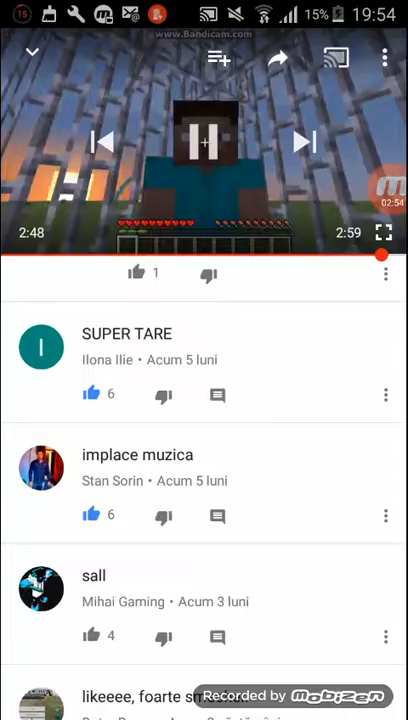 15
15%
19:54
www.Bandicam.com
02:54
2:48
2:59
1
SUPER TARE
I
Ilona Ilie • Acum 5 luni
6
implace muzica
Stan Sorin • Acum 5 luni
6
sall
Mihai Gaming • Acum 3 luni
4
likeeee, foarte
Recorded by mobizen